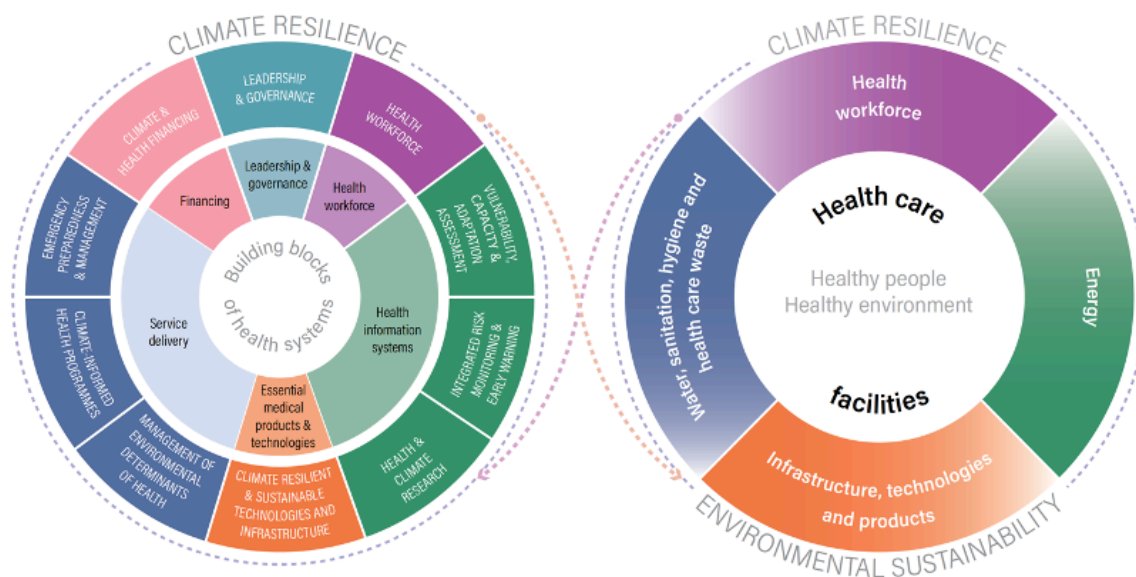 CLIMATE RESILIENCE
LEADERSHIP
& GOVERNANCE
HEALTH
WORKFORCE
VULNERABILITY,
CAPACITY &
ADAPTATION
ASSESSMENT
INTEGRATED RISK
MONITORING &
EARLY WARNING
HEALTH &
CLIMATE
RESEARCH
CLIMATE RESILIENT
& SUSTAINABLE
TECHNOLOGIES AND
INFRASTRUCTURE
MANAGEMENT OF
ENVIRONMENTAL
DETERMINANTS
OF HEALTH
CLIMATE-INFORMED
HEALTH PROGRAMMES
EMERGENCY
PREPAREDNESS
& MANAGEMENT
CLIMATE &
HEALTH FINANCING
Leadership &
governance
Health
workforce
Health
information
systems
Essential
medical
products &
technologies
Service
delivery
Financing
Building blocks
of health systems
CLIMATE RESILIENCE
Health
workforce
Energy
Infrastructure, technologies
and products
Water, sanitation, hygiene and
health care waste
Health care
Healthy people
Healthy environment
facilities
ENVIRONMENTAL SUSTAINABILITY